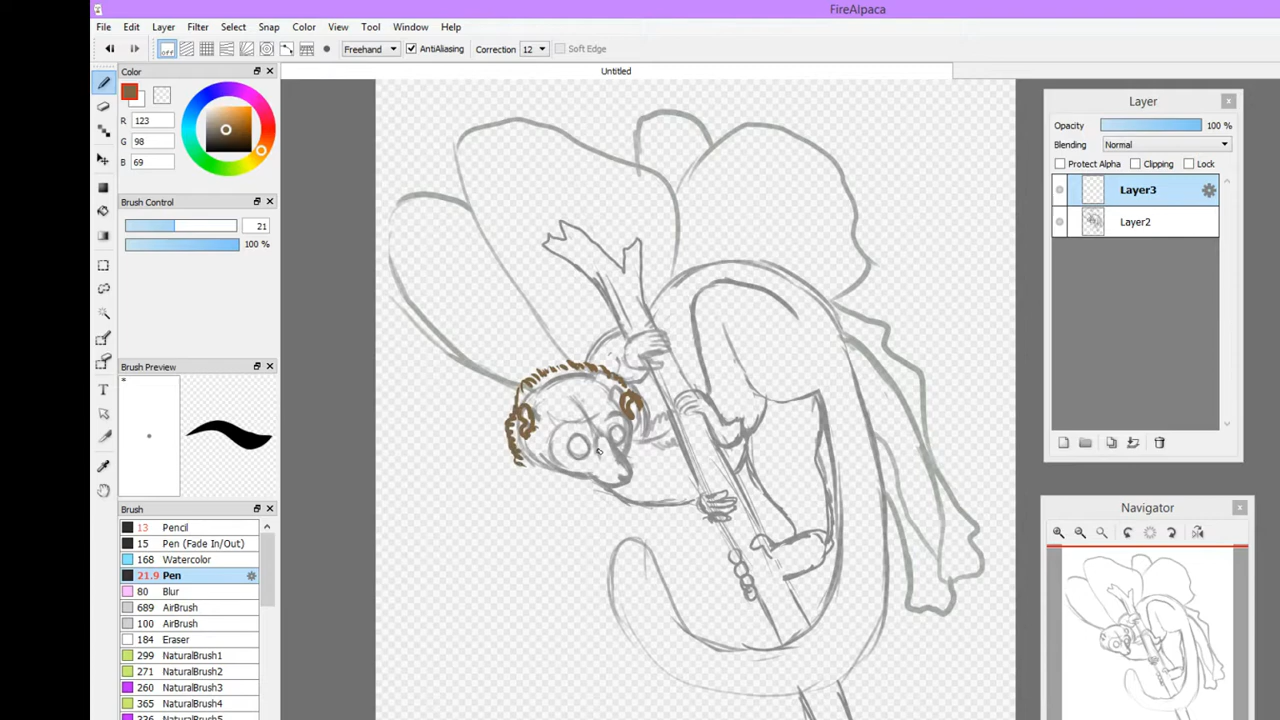 FireAlpaca
File Edit Layer Filter Select Snap Color View Tool Window Help
off Freehand AntiAliasing Correction 12 Soft Edge
Untitled
Color
R 123
G 98
B 69
Brush Control
21
100 %
Brush Preview
*
Brush
13 Pencil
15 Pen (Fade In/Out)
168 Watercolor
21.9 Pen
80 Blur
689 AirBrush
100 AirBrush
184 Eraser
299 NaturalBrush1
271 NaturalBrush2
260 NaturalBrush3
365 NaturalBrush4
336 NaturalBrush5
Layer x
Opacity 100 %
Blending Normal
Protect Alpha Clipping Lock
Layer3
Layer2
Navigator x